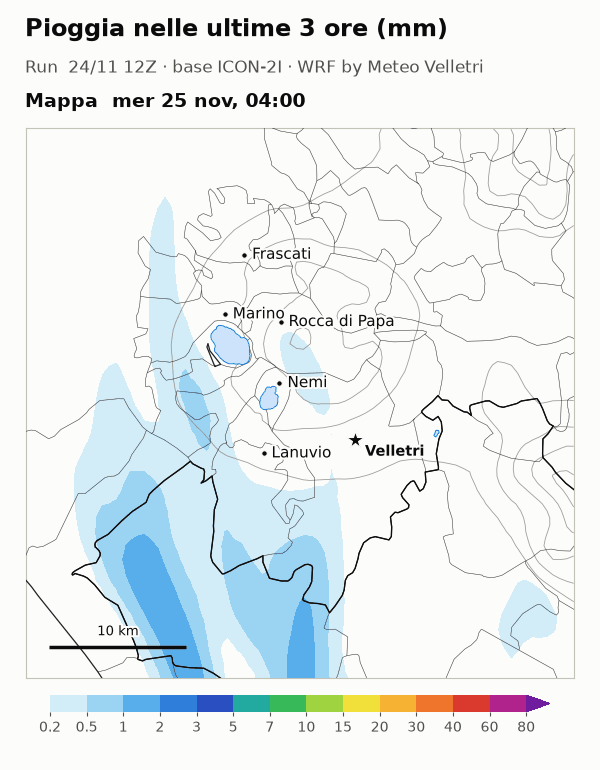 Pioggia nelle ultime 3 ore (mm)
Run 24/11 12Z · base ICON-2I · WRF by Meteo Velletri
Mappa mer 25 nov, 04:00
Frascati
Marino
Rocca di Papa
Nemi
Velletri
Lanuvio
10 km
0.2 0.5 1 2 3 5 7 10 15 20 30 40 60 80